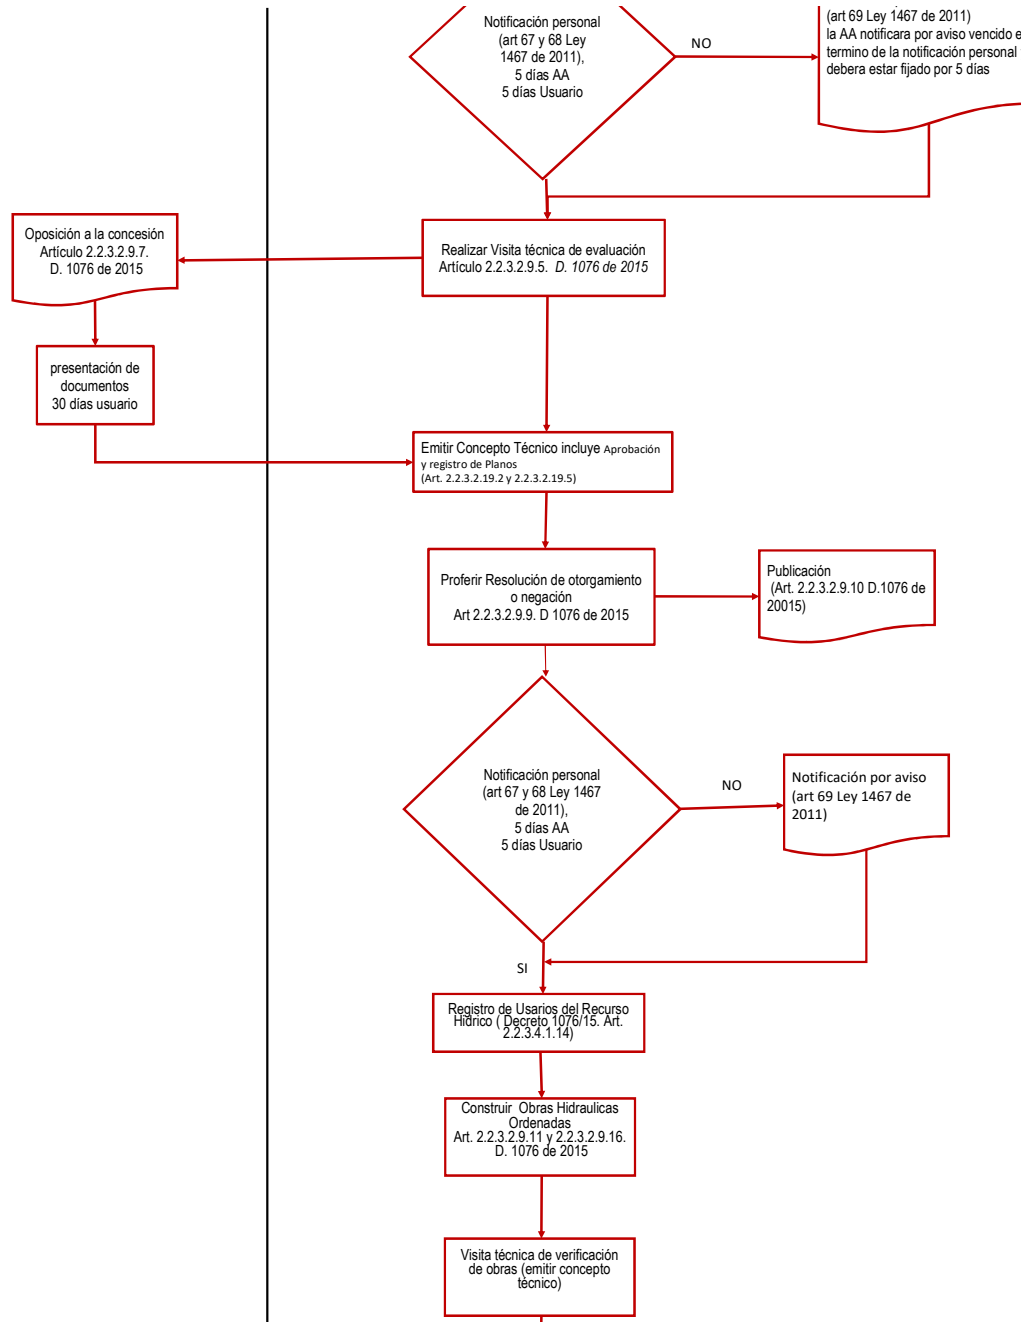 Notificación personal
(art 67 y 68 Ley
1467 de 2011),
5 días AA
5 días Usuario
NO
(art 69 Ley 1467 de 2011)
la AA notificara por aviso vencido e
termino de la notificación personal
debera estar fijado por 5 días
Oposición a la concesión
Artículo 2.2.3.2.9.7.
D. 1076 de 2015
Realizar Visita técnica de evaluación
Artículo 2.2.3.2.9.5. D. 1076 de 2015
presentación de
documentos
30 días usuario
Emitir Concepto Técnico incluye Aprobación
y registro de Planos
(Art. 2.2.3.2.19.2 y 2.2.3.2.19.5)
Proferir Resolución de otorgamiento
o negación
Art 2.2.3.2.9.9. D 1076 de 2015
Publicación
(Art. 2.2.3.2.9.10 D.1076 de
20015)
Notificación personal
(art 67 y 68 Ley 1467
de 2011),
5 días AA
5 días Usuario
NO
Notificación por aviso
(art 69 Ley 1467 de
2011)
SI
Registro de Usarios del Recurso
Hídrico ( Decreto 1076/15. Art.
2.2.3.4.1.14)
Construir Obras Hidraulicas
Ordenadas
Art. 2.2.3.2.9.11 y 2.2.3.2.9.16.
D. 1076 de 2015
Visita técnica de verificación
de obras (emitir concepto
técnico)